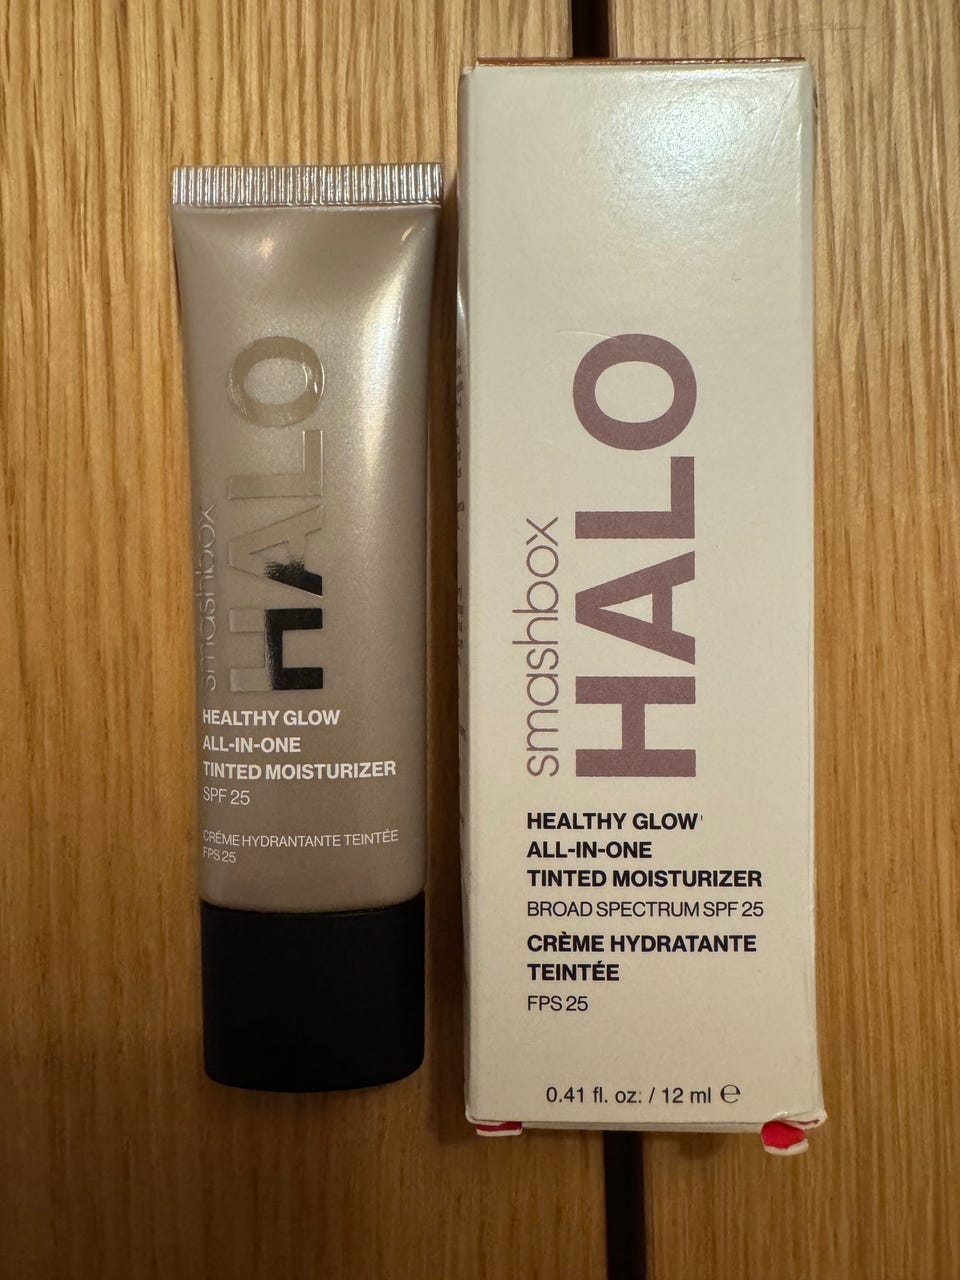 smashbox
HALO
HEALTHY GLOW
ALL-IN-ONE
TINTED MOISTURIZER
SPF 25
CRÉME HYDRANTANTE TEINTÉE
FPS 25
smashbox
HALO
HEALTHY GLOW
ALL-IN-ONE
TINTED MOISTURIZER
BROAD SPECTRUM SPF 25
CRÈME HYDRATANTE
TEINTÉE
FPS 25
0.41 fl. oz. / 12 ml ℮